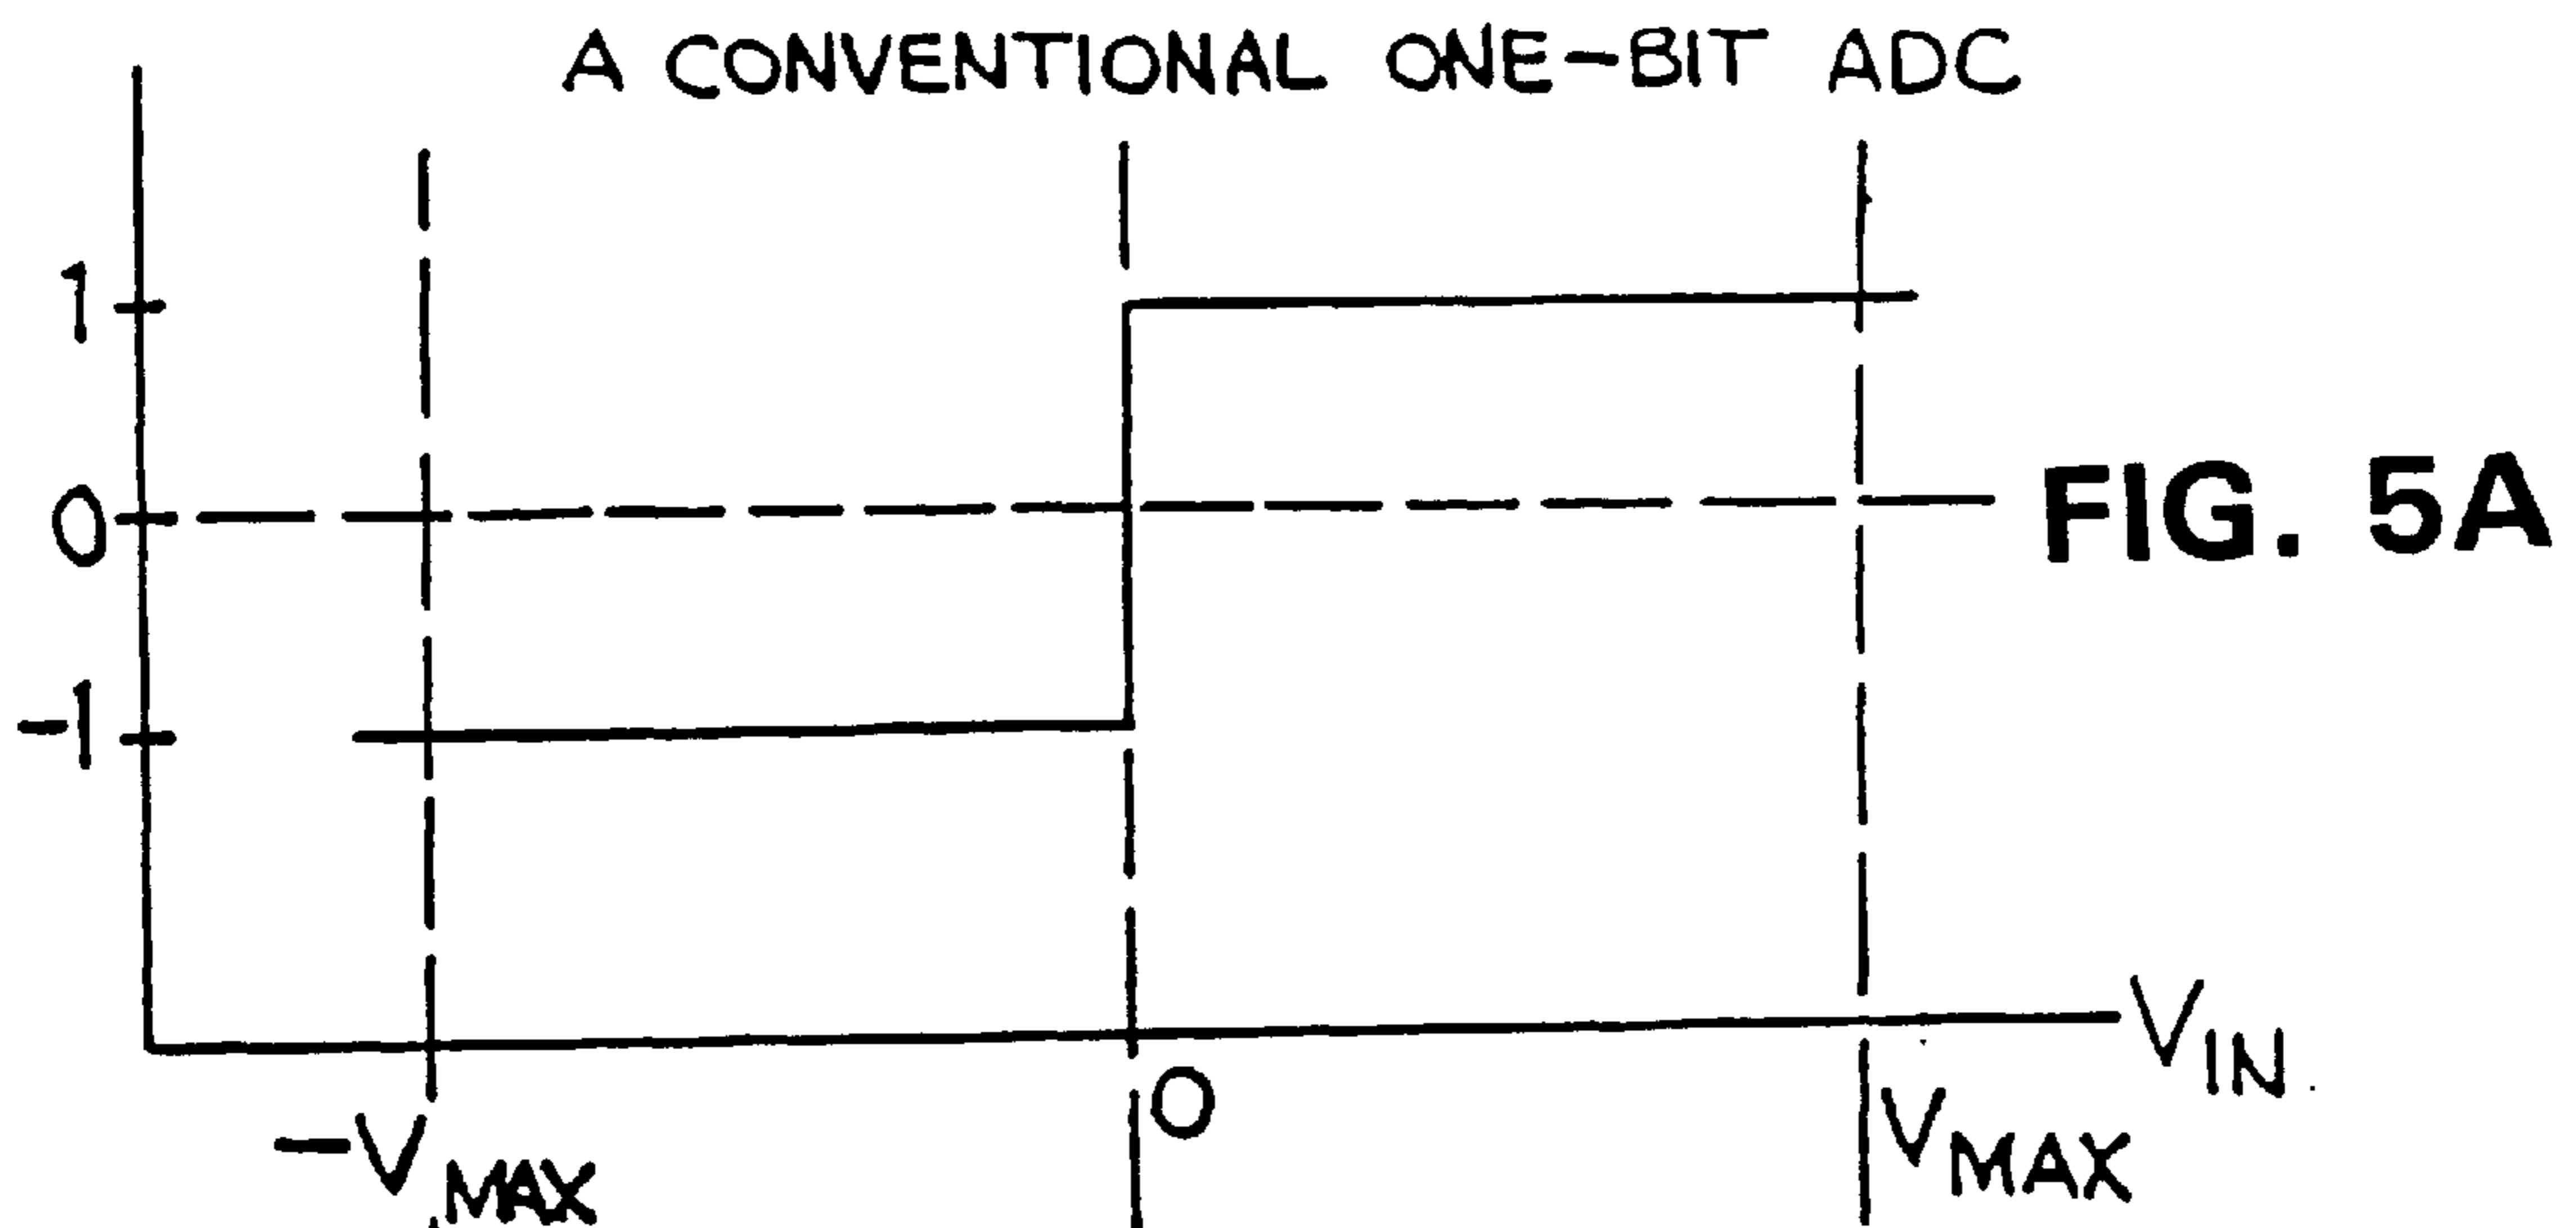 A CONVENTIONAL ONE-BIT ADC
1
0
FIG. 5A
-1
VIN
0
-VMAX
VMAX